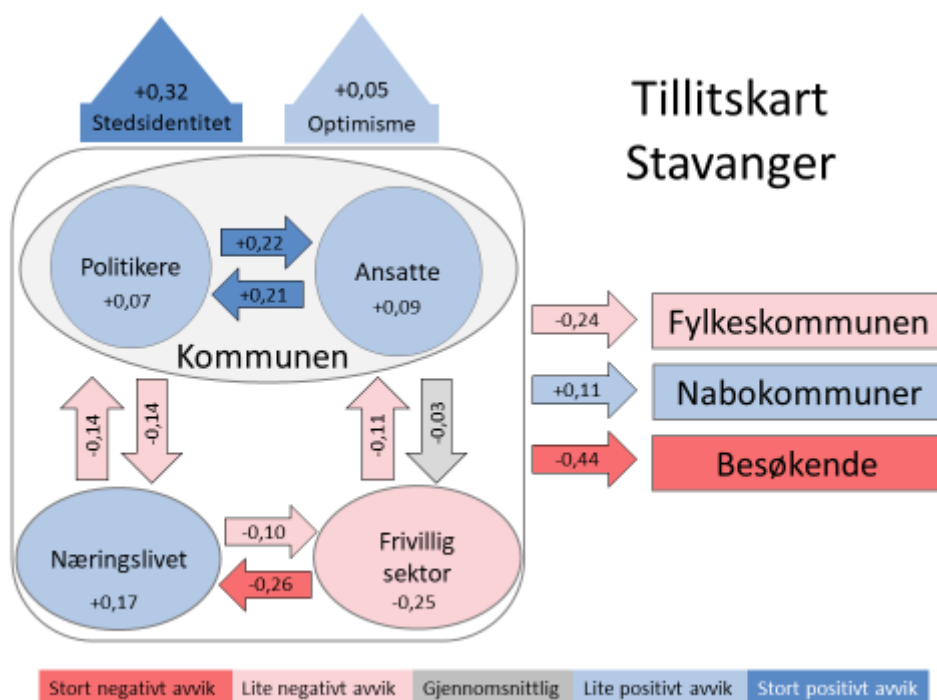 +0,32
Stedsidentitet
+0,05
Optimisme
Tillitskart
Stavanger
Politikere
+0,07
+0,22
+0,21
Ansatte
+0,09
Kommunen
-0,24
Fylkeskommunen
+0,11
Nabokommuner
-0,44
Besøkende
-0,14
-0,14
-0,11
-0,03
Næringslivet
+0,17
-0,10
-0,26
Frivillig
sektor
-0,25
Stort negativt avvik
Lite negativt avvik
Gjennomsnittlig
Lite positivt avvik
Stort positivt avvik